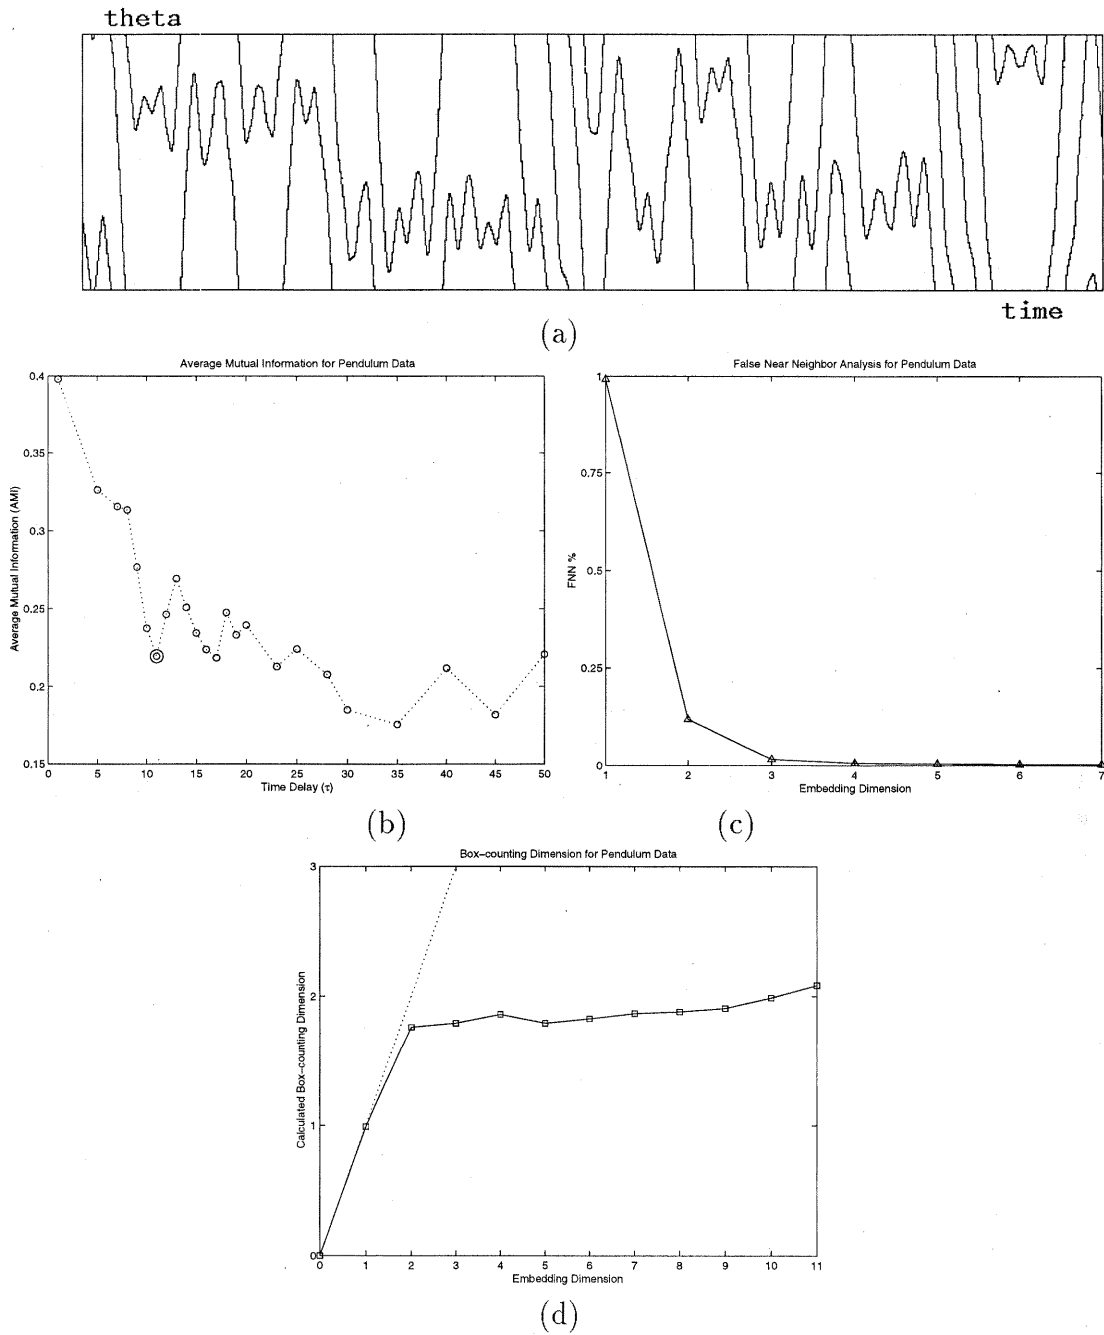 theta
time
(a)
Average Mutual Information for Pendulum Data
Average Mutual Information (AMI)
0.4
0.35
0.3
0.25
0.2
0.15
0 5 10 15 20 25 30 35 40 45 50
Time Delay (τ)
(b)
False Near Neighbor Analysis for Pendulum Data
FNN %
1
0.75
0.5
0.25
0
1 2 3 4 5 6 7
Embedding Dimension
(c)
Box-counting Dimension for Pendulum Data
Calculated Box-counting Dimension
3
2
1
0
0 1 2 3 4 5 6 7 8 9 10 11
Embedding Dimension
(d)